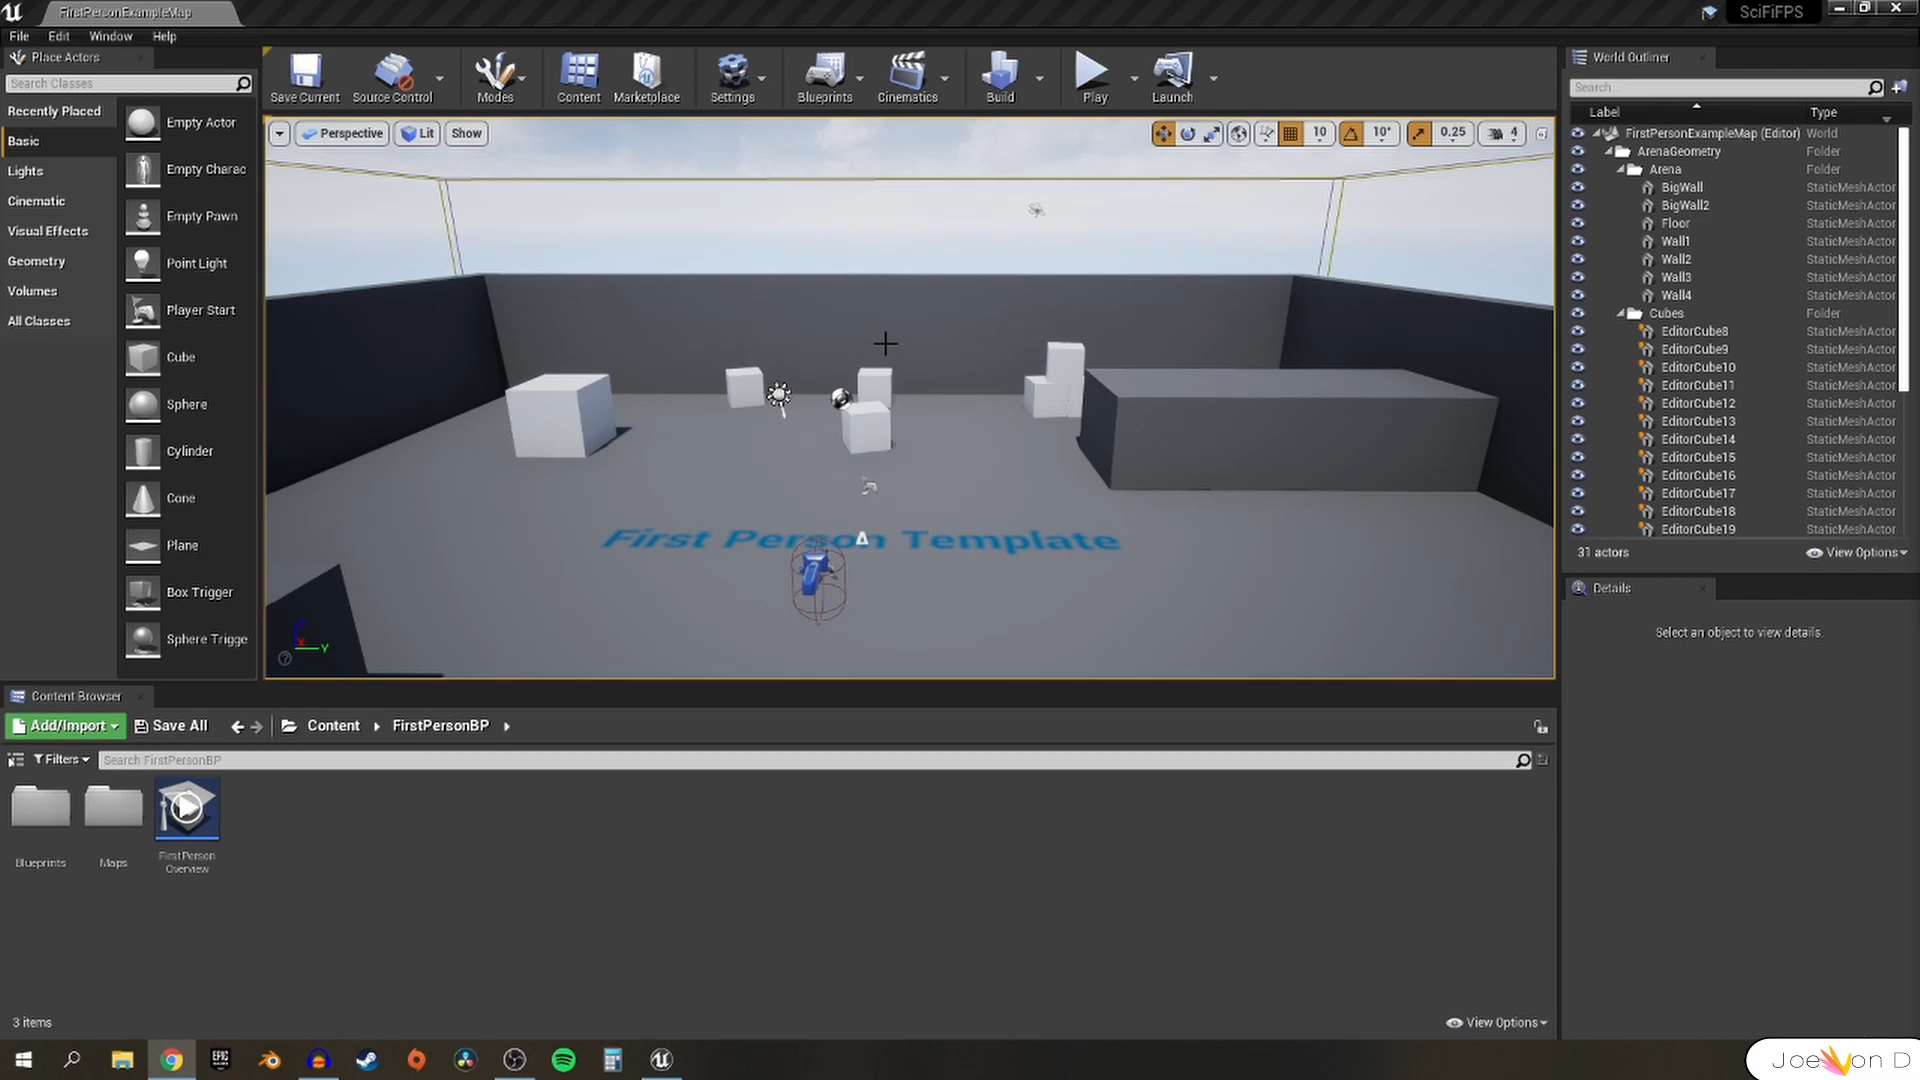 FirstPersonExampleMap
SciFiFPS
File Edit Window Help
Place Actors
Search Classes
Recently Placed
Basic
Lights
Cinematic
Visual Effects
Geometry
Volumes
All Classes
Empty Actor
Empty Charac
Empty Pawn
Point Light
Player Start
Cube
Sphere
Cylinder
Cone
Plane
Box Trigger
Sphere Trigge
Save Current
Source Control
Modes
Content
Marketplace
Settings
Blueprints
Cinematics
Build
Play
Launch
Perspective
Lit
Show
10
10°
0.25
4
First Person Template
X
Y
World Outliner
Search...
Label Type
FirstPersonExampleMap (Editor) World
ArenaGeometry Folder
Arena Folder
BigWall StaticMeshActor
BigWall2 StaticMeshActor
Floor StaticMeshActor
Wall1 StaticMeshActor
Wall2 StaticMeshActor
Wall3 StaticMeshActor
Wall4 StaticMeshActor
Cubes Folder
EditorCube8 StaticMeshActor
EditorCube9 StaticMeshActor
EditorCube10 StaticMeshActor
EditorCube11 StaticMeshActor
EditorCube12 StaticMeshActor
EditorCube13 StaticMeshActor
EditorCube14 StaticMeshActor
EditorCube15 StaticMeshActor
EditorCube16 StaticMeshActor
EditorCube17 StaticMeshActor
EditorCube18 StaticMeshActor
EditorCube19 StaticMeshActor
31 actors
View Options
Details
Select an object to view details.
Content Browser
Add/Import
Save All
Content
FirstPersonBP
Filters
Search FirstPersonBP
Blueprints
Maps
FirstPerson
Overview
3 items
View Options
EPIC
GAMES
Joe Von D